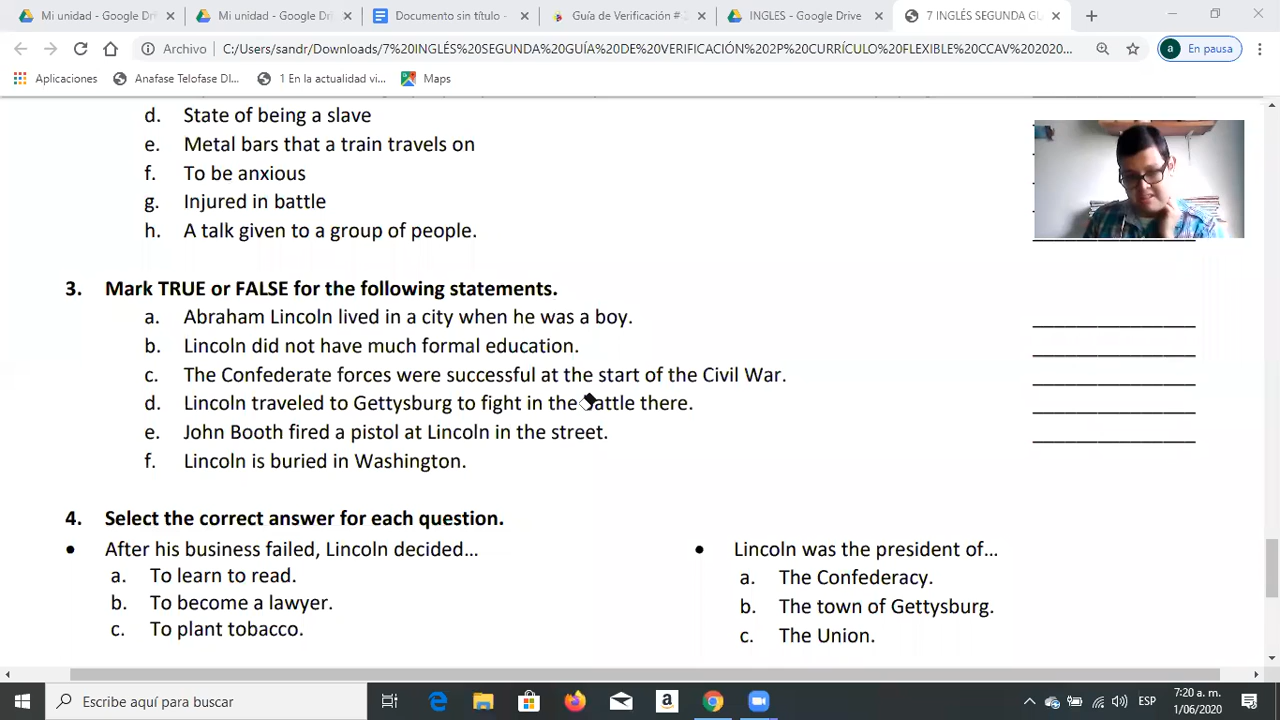 Mi unidad - Google Dri
Mi unidad - Google Dri
Documento sin título -
Guía de Verificación #
INGLES - Google Drive
7 INGLÉS SEGUNDA GU
Archivo
C:/Users/sandr/Downloads/7%20INGLÉS%20SEGUNDA%20GUÍA%20DE%20VERIFICACIÓN%202P%20CURRÍCULO%20FLEXIBLE%20CCAV%202020...
a En pausa
Aplicaciones
Anafase Telofase DI...
1 En la actualidad vi...
Maps
d. State of being a slave
e. Metal bars that a train travels on
f. To be anxious
g. Injured in battle
h. A talk given to a group of people.
3. Mark TRUE or FALSE for the following statements.
a. Abraham Lincoln lived in a city when he was a boy.
b. Lincoln did not have much formal education.
c. The Confederate forces were successful at the start of the Civil War.
d. Lincoln traveled to Gettysburg to fight in the battle there.
e. John Booth fired a pistol at Lincoln in the street.
f. Lincoln is buried in Washington.
4. Select the correct answer for each question.
• After his business failed, Lincoln decided...
a. To learn to read.
b. To become a lawyer.
c. To plant tobacco.
• Lincoln was the president of...
a. The Confederacy.
b. The town of Gettysburg.
c. The Union.
Escribe aquí para buscar
ESP
7:20 a. m.
1/06/2020